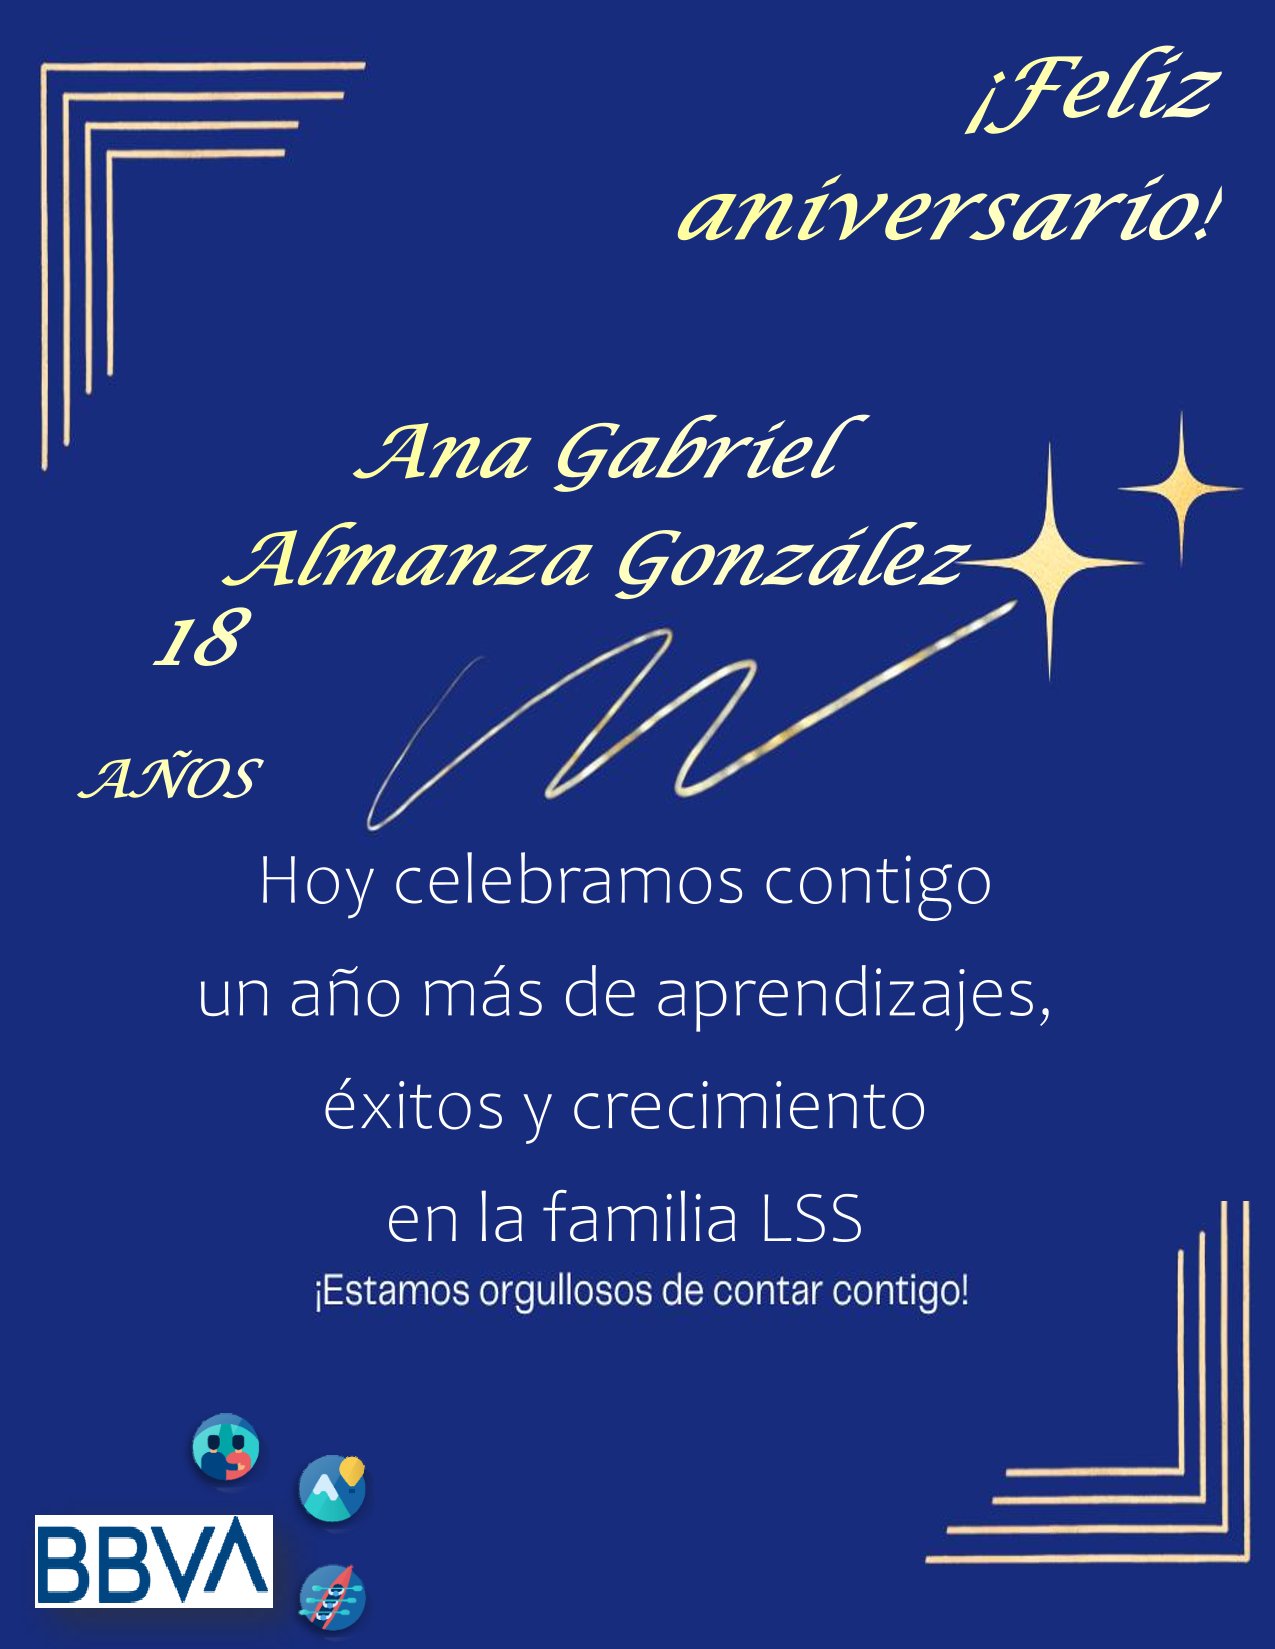 ¡Feliz
aniversario!
Ana Gabriel
Almanza González
18
AÑOS
Hoy celebramos contigo
un año más de aprendizajes,
éxitos y crecimiento
en la familia LSS
¡Estamos orgullosos de contar contigo!
BBVA